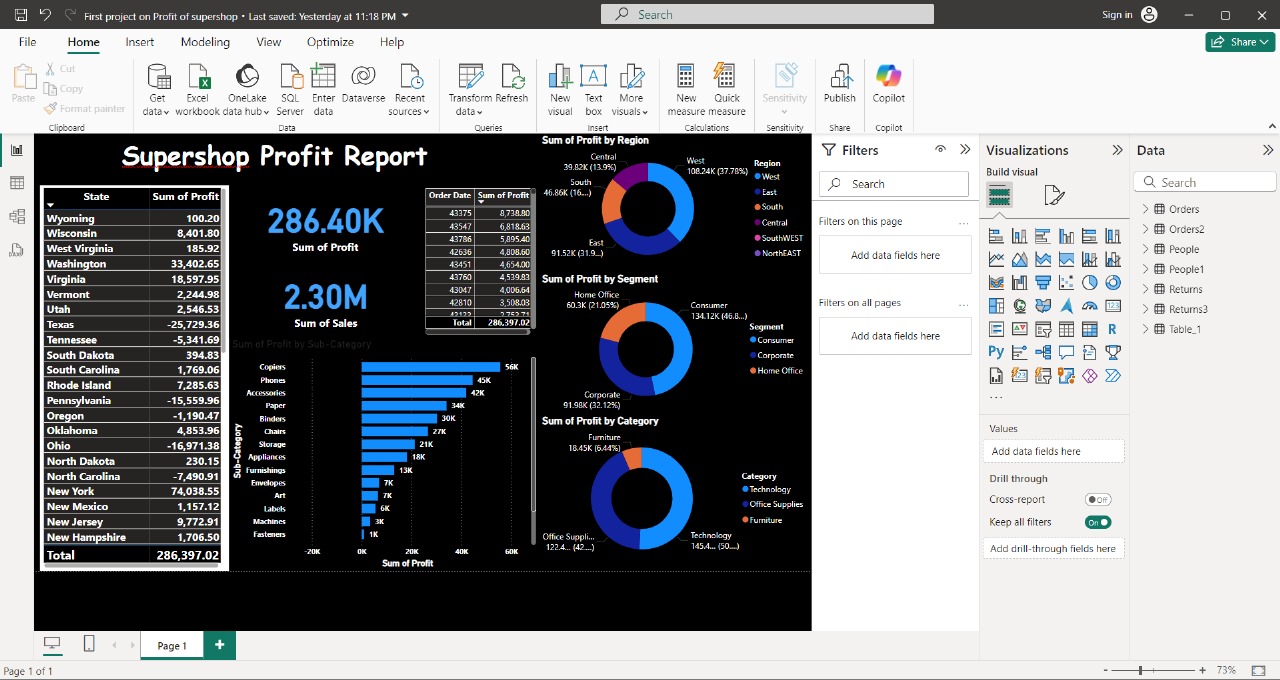 First project on Profit of supershop • Last saved: Yesterday at 11:18 PM
Search
Sign in
File Home Insert Modeling View Optimize Help
Share
Paste
Cut
Copy
Format painter
Clipboard
Get data
Excel workbook
OneLake data hub
SQL Server
Enter data
Dataverse
Recent sources
Data
Transform data
Refresh
Queries
New visual
Text box
More visuals
Insert
New measure
Quick measure
Calculations
Sensitivity
Sensitivity
Publish
Share
Copilot
Copilot
Supershop Profit Report
State Sum of Profit
Wyoming 100.20
Wisconsin 8,401.80
West Virginia 185.92
Washington 33,402.65
Virginia 18,597.95
Vermont 2,244.98
Utah 2,546.53
Texas -25,729.36
Tennessee -5,341.69
South Dakota 394.83
South Carolina 1,769.06
Rhode Island 7,285.63
Pennsylvania -15,559.96
Oregon -1,190.47
Oklahoma 4,853.96
Ohio -16,971.38
North Dakota 230.15
North Carolina -7,490.91
New York 74,038.55
New Mexico 1,157.12
New Jersey 9,772.91
New Hampshire 1,706.50
Total 286,397.02
286.40K
Sum of Profit
2.30M
Sum of Sales
Order Date Sum of Profit
43375 8,738.80
43547 6,818.63
43786 5,895.40
42636 4,808.60
43451 4,654.00
43760 4,539.83
43047 4,006.64
42810 3,508.03
Total 286,397.02
Sum of Profit by Sub-Category
Sub-Category
Copiers 56K
Phones 45K
Accessories 42K
Paper 34K
Binders 30K
Chairs 27K
Storage 21K
Appliances 18K
Furnishings 13K
Envelopes 7K
Art 7K
Labels 6K
Machines 3K
Fasteners 1K
-20K 0K 20K 40K 60K
Sum of Profit
Sum of Profit by Region
Central
39.82K (13.9%)
South
46.86K (16....)
East
91.52K (31.9...)
West
108.24K (37.78%)
Region
West
East
South
Central
SouthWEST
NorthEAST
Sum of Profit by Segment
Home Office
60.3K (21.05%)
Consumer
134.12K (46.8...)
Corporate
91.98K (32.12%)
Segment
Consumer
Corporate
Home Office
Sum of Profit by Category
Furniture
18.45K (6.44%)
Office Suppli...
122.4... (42....)
Technology
145.4... (50....)
Category
Technology
Office Supplies
Furniture
Filters
Search
Filters on this page ...
Add data fields here
Filters on all pages ...
Add data fields here
Visualizations
Build visual
123
R
Py
...
Values
Add data fields here
Drill through
Cross-report Off
Keep all filters On
Add drill-through fields here
Data
Search
Orders
Orders2
People
People1
Returns
Returns3
Table_1
Page 1
+
Page 1 of 1
- + 73%